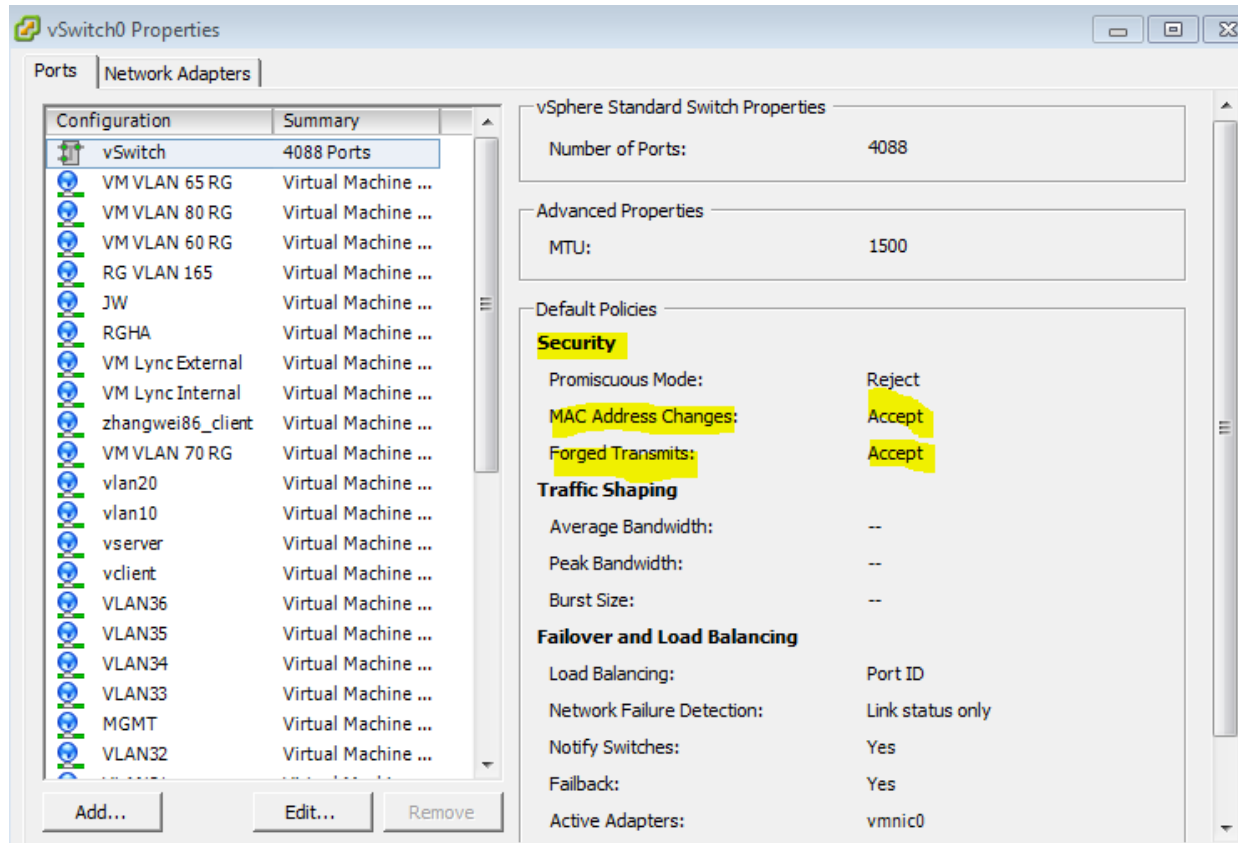 vSwitch0 Properties
Ports Network Adapters
Configuration Summary
vSwitch 4088 Ports
VM VLAN 65 RG Virtual Machine ...
VM VLAN 80 RG Virtual Machine ...
VM VLAN 60 RG Virtual Machine ...
RG VLAN 165 Virtual Machine ...
JW Virtual Machine ...
RGHA Virtual Machine ...
VM Lync External Virtual Machine ...
VM Lync Internal Virtual Machine ...
zhangwei86_client Virtual Machine ...
VM VLAN 70 RG Virtual Machine ...
vlan20 Virtual Machine ...
vlan10 Virtual Machine ...
vserver Virtual Machine ...
vclient Virtual Machine ...
VLAN36 Virtual Machine ...
VLAN35 Virtual Machine ...
VLAN34 Virtual Machine ...
VLAN33 Virtual Machine ...
MGMT Virtual Machine ...
VLAN32 Virtual Machine ...
Add... Edit... Remove
vSphere Standard Switch Properties
Number of Ports: 4088
Advanced Properties
MTU: 1500
Default Policies
Security
Promiscuous Mode: Reject
MAC Address Changes: Accept
Forged Transmits: Accept
Traffic Shaping
Average Bandwidth: --
Peak Bandwidth: --
Burst Size: --
Failover and Load Balancing
Load Balancing: Port ID
Network Failure Detection: Link status only
Notify Switches: Yes
Failback: Yes
Active Adapters: vmnic0